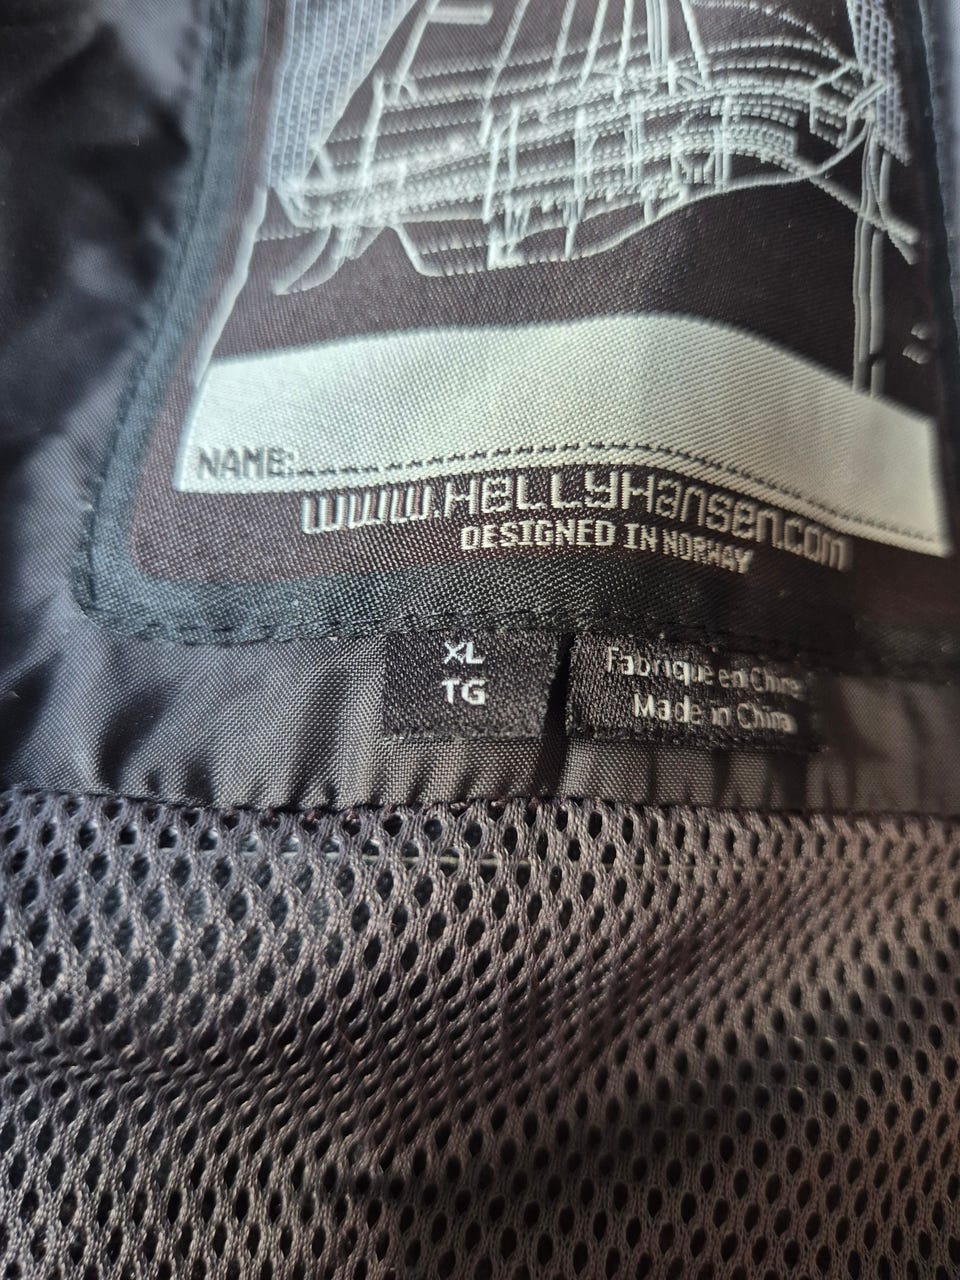 NAME:
www.HELLYHansen.com
DESIGNED IN NORWAY
XL
TG
Fabriqué en Chine
Made in China